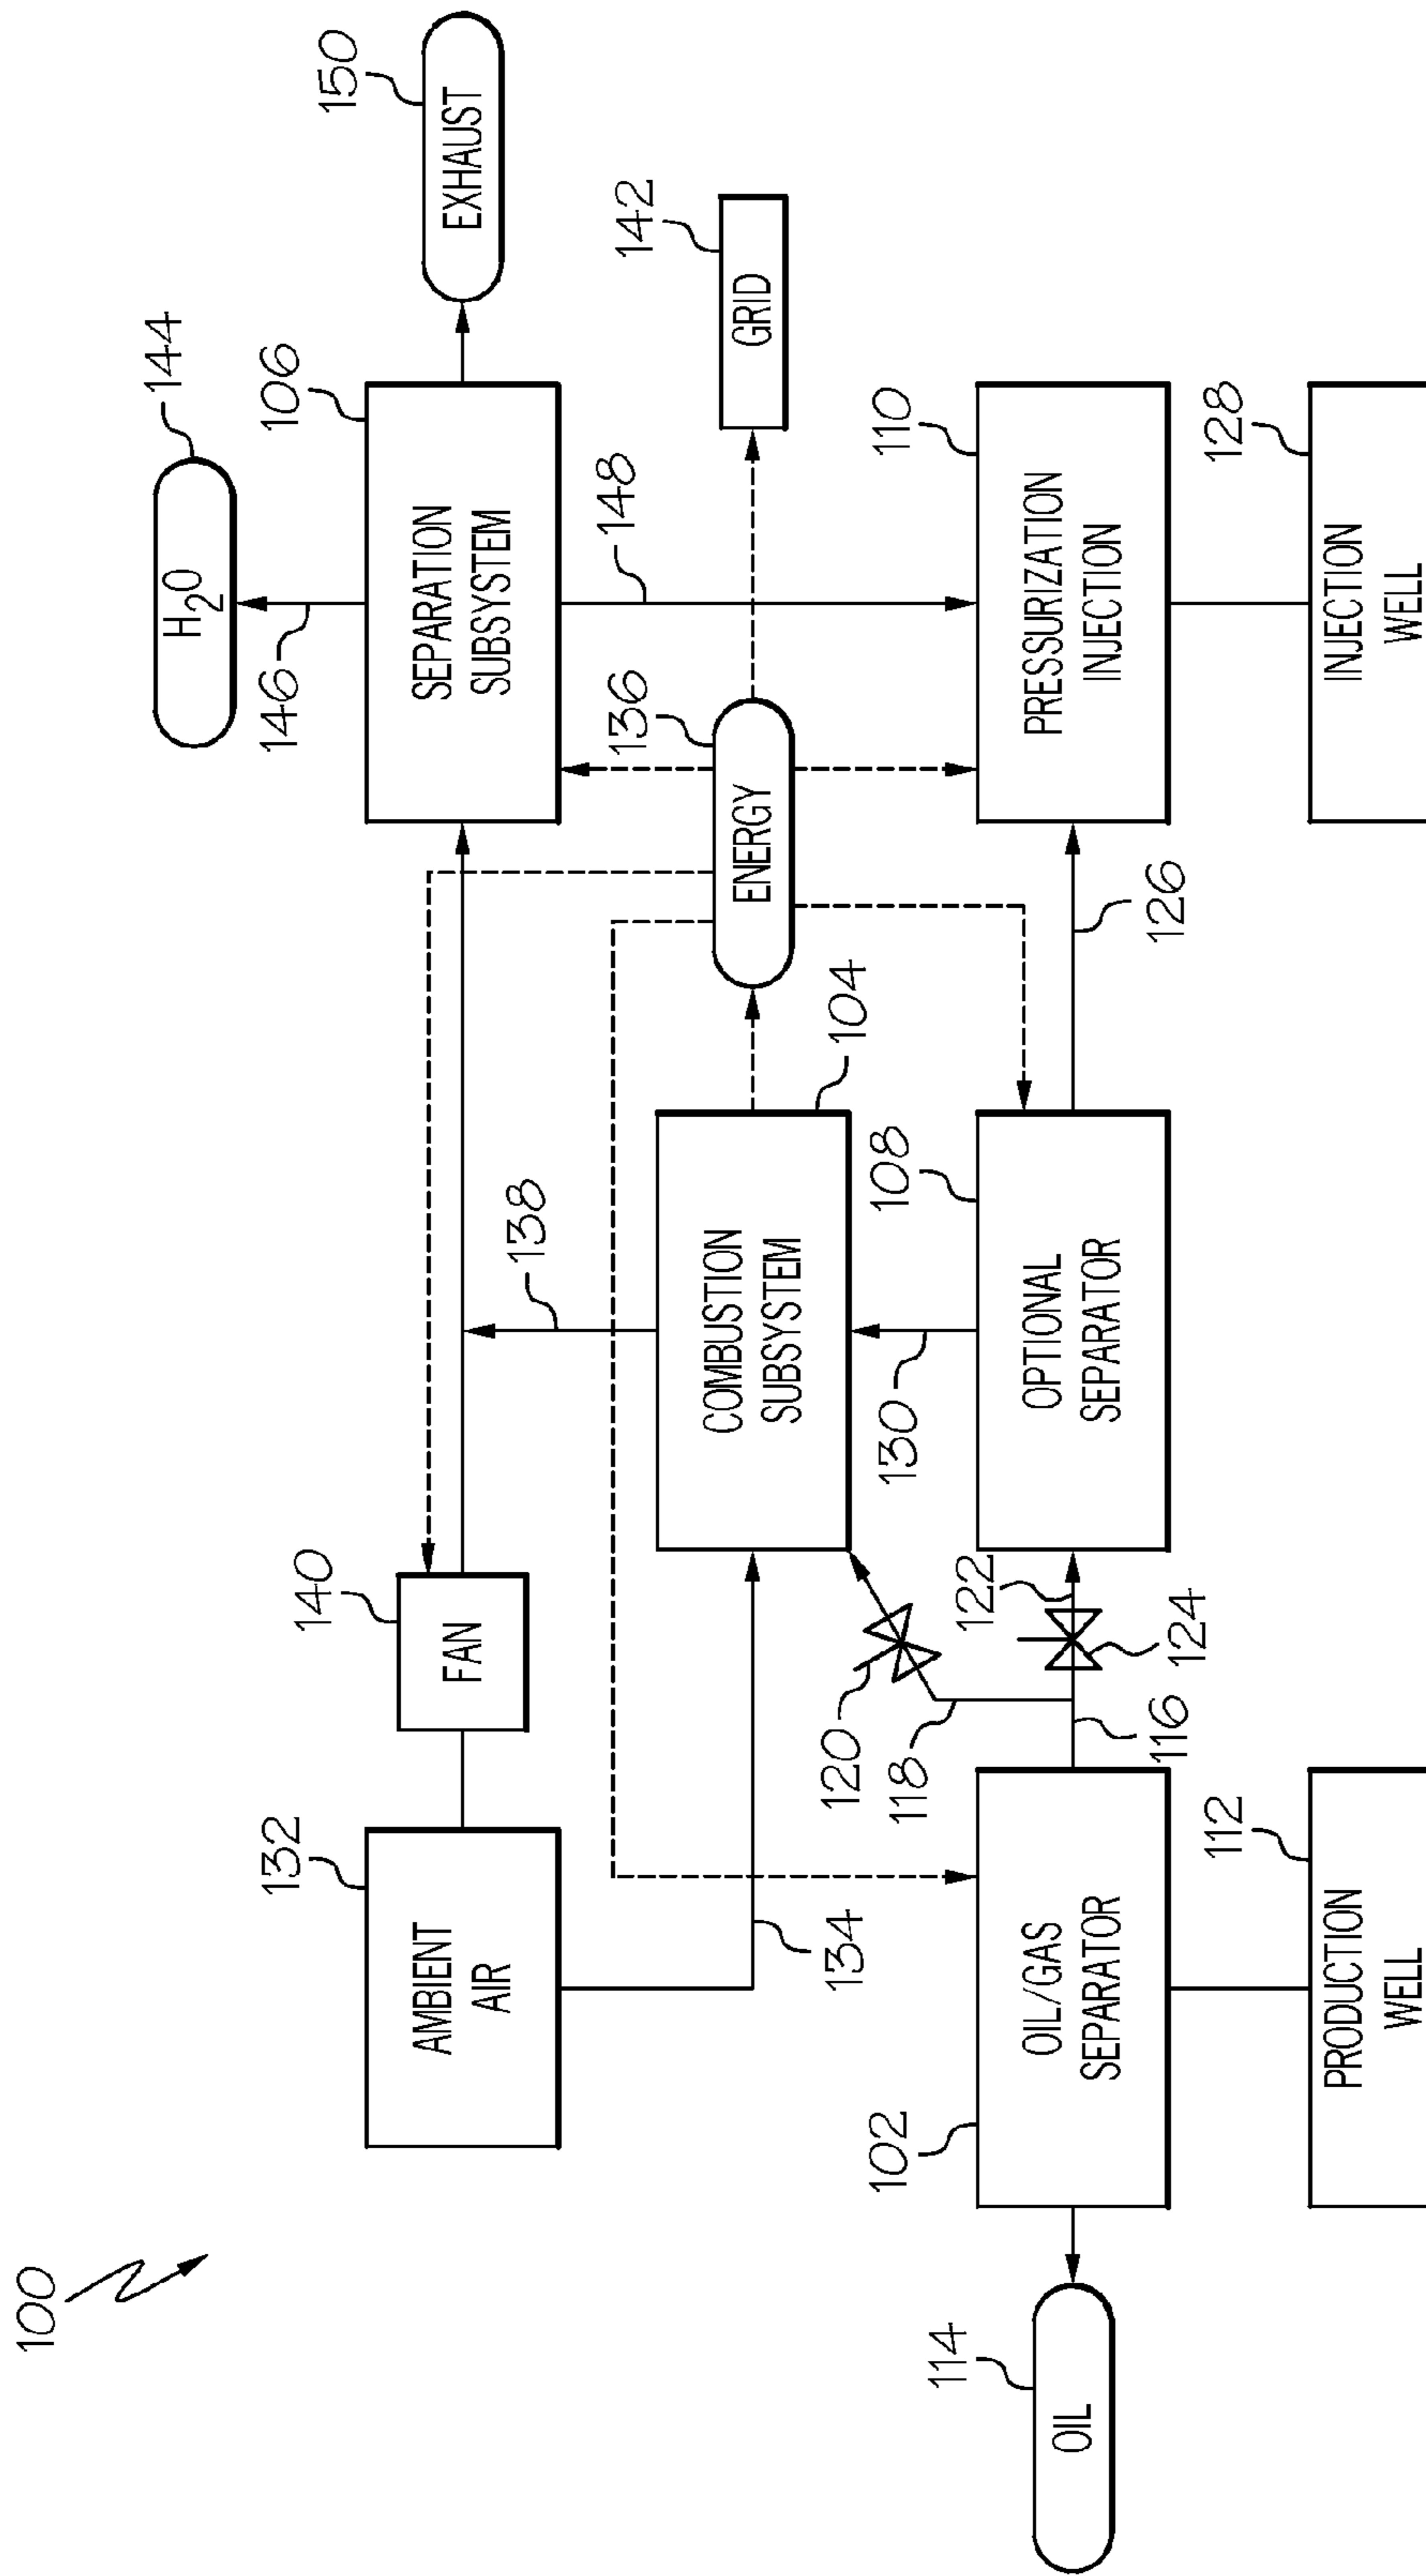 100
144
H2O
146
150
EXHAUST
106
SEPARATION
SUBSYSTEM
132
AMBIENT
AIR
140
FAN
138
148
142
GRID
136
ENERGY
134
COMBUSTION
SUBSYSTEM
104
120
118
130
114
OIL
102
OIL/GAS
SEPARATOR
116
122
124
108
OPTIONAL
SEPARATOR
126
110
PRESSURIZATION
INJECTION
112
PRODUCTION
WELL
128
INJECTION
WELL